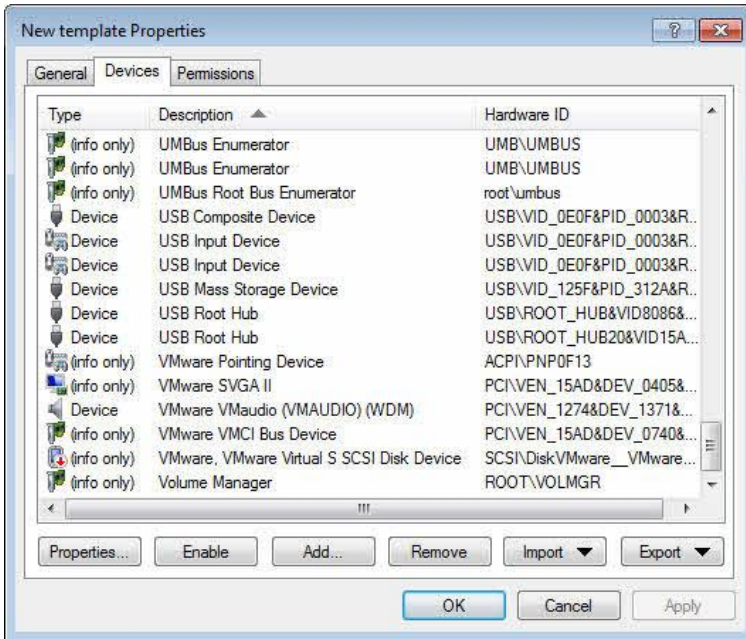 New template Properties
General Devices Permissions
Type Description Hardware ID
(info only) UMBus Enumerator UMB\UMBUS
(info only) UMBus Enumerator UMB\UMBUS
(info only) UMBus Root Bus Enumerator root\umbus
Device USB Composite Device USB\VID_0E0F&PID_0003&R..
Device USB Input Device USB\VID_0E0F&PID_0003&R..
Device USB Input Device USB\VID_0E0F&PID_0003&R..
Device USB Mass Storage Device USB\VID_125F&PID_312A&R..
Device USB Root Hub USB\ROOT_HUB&VID8086&...
Device USB Root Hub USB\ROOT_HUB20&VID15A...
(info only) VMware Pointing Device ACPI\PNP0F13
(info only) VMware SVGA II PCI\VEN_15AD&DEV_0405&...
Device VMware VMaudio (VMAUDIO) (WDM) PCI\VEN_1274&DEV_1371&...
(info only) VMware VMCI Bus Device PCI\VEN_15AD&DEV_0740&...
(info only) VMware, VMware Virtual S SCSI Disk Device SCSI\DiskVMware__VMware...
(info only) Volume Manager ROOT\VOLMGR
Properties... Enable Add... Remove Import Export
OK Cancel Apply